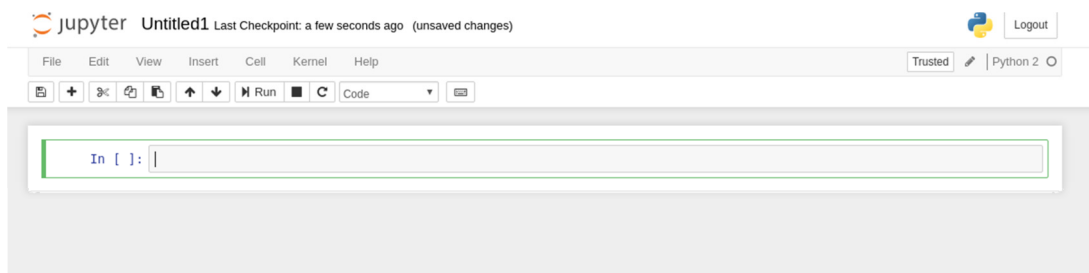 jupyter Untitled1 Last Checkpoint: a few seconds ago (unsaved changes) Logout
File Edit View Insert Cell Kernel Help Trusted Python 2
Run Code
In [ ]: